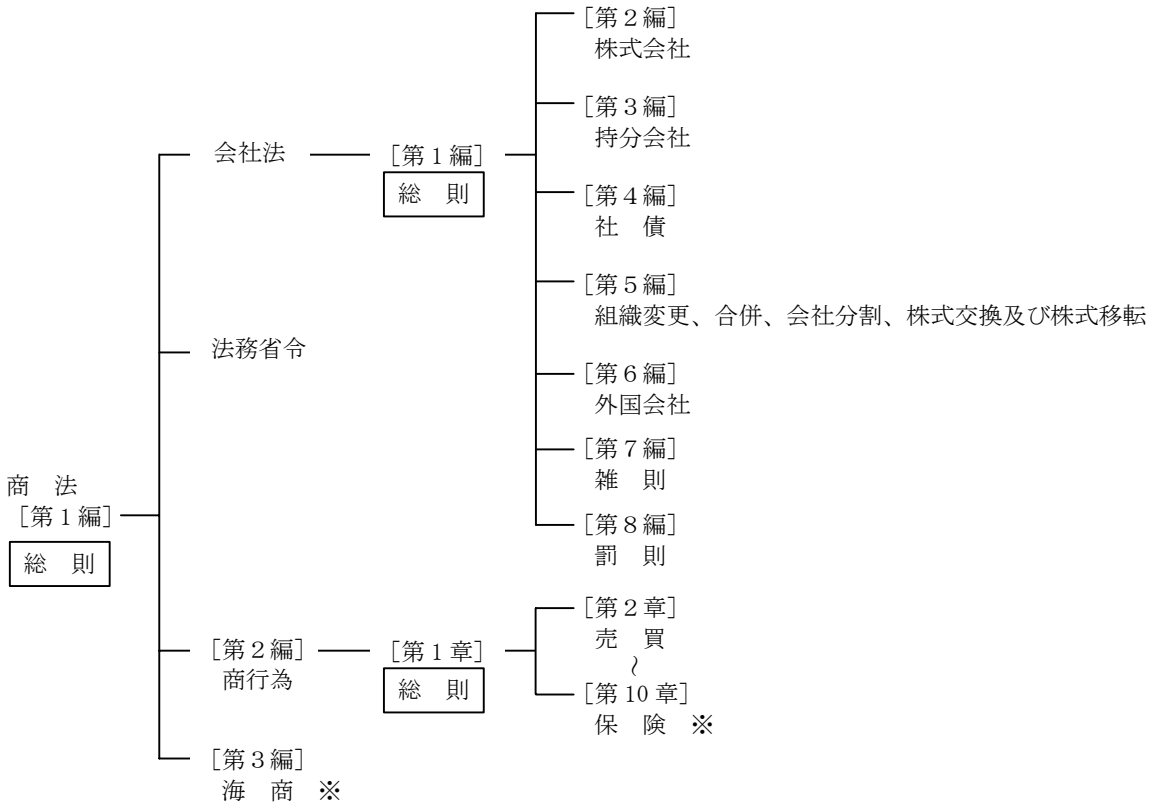 ［第２編］
株式会社
［第３編］
持分会社
会社法
［第１編］
総　則
［第４編］
社　債
［第５編］
組織変更、合併、会社分割、株式交換及び株式移転
法務省令
［第６編］
外国会社
［第７編］
雑　則
商　法
［第１編］
総　則
［第８編］
罰　則
［第２章］
売　買
～
［第２編］
商行為
［第１章］
総　則
［第 10 章］
保　険　※
［第３編］
海　商　※